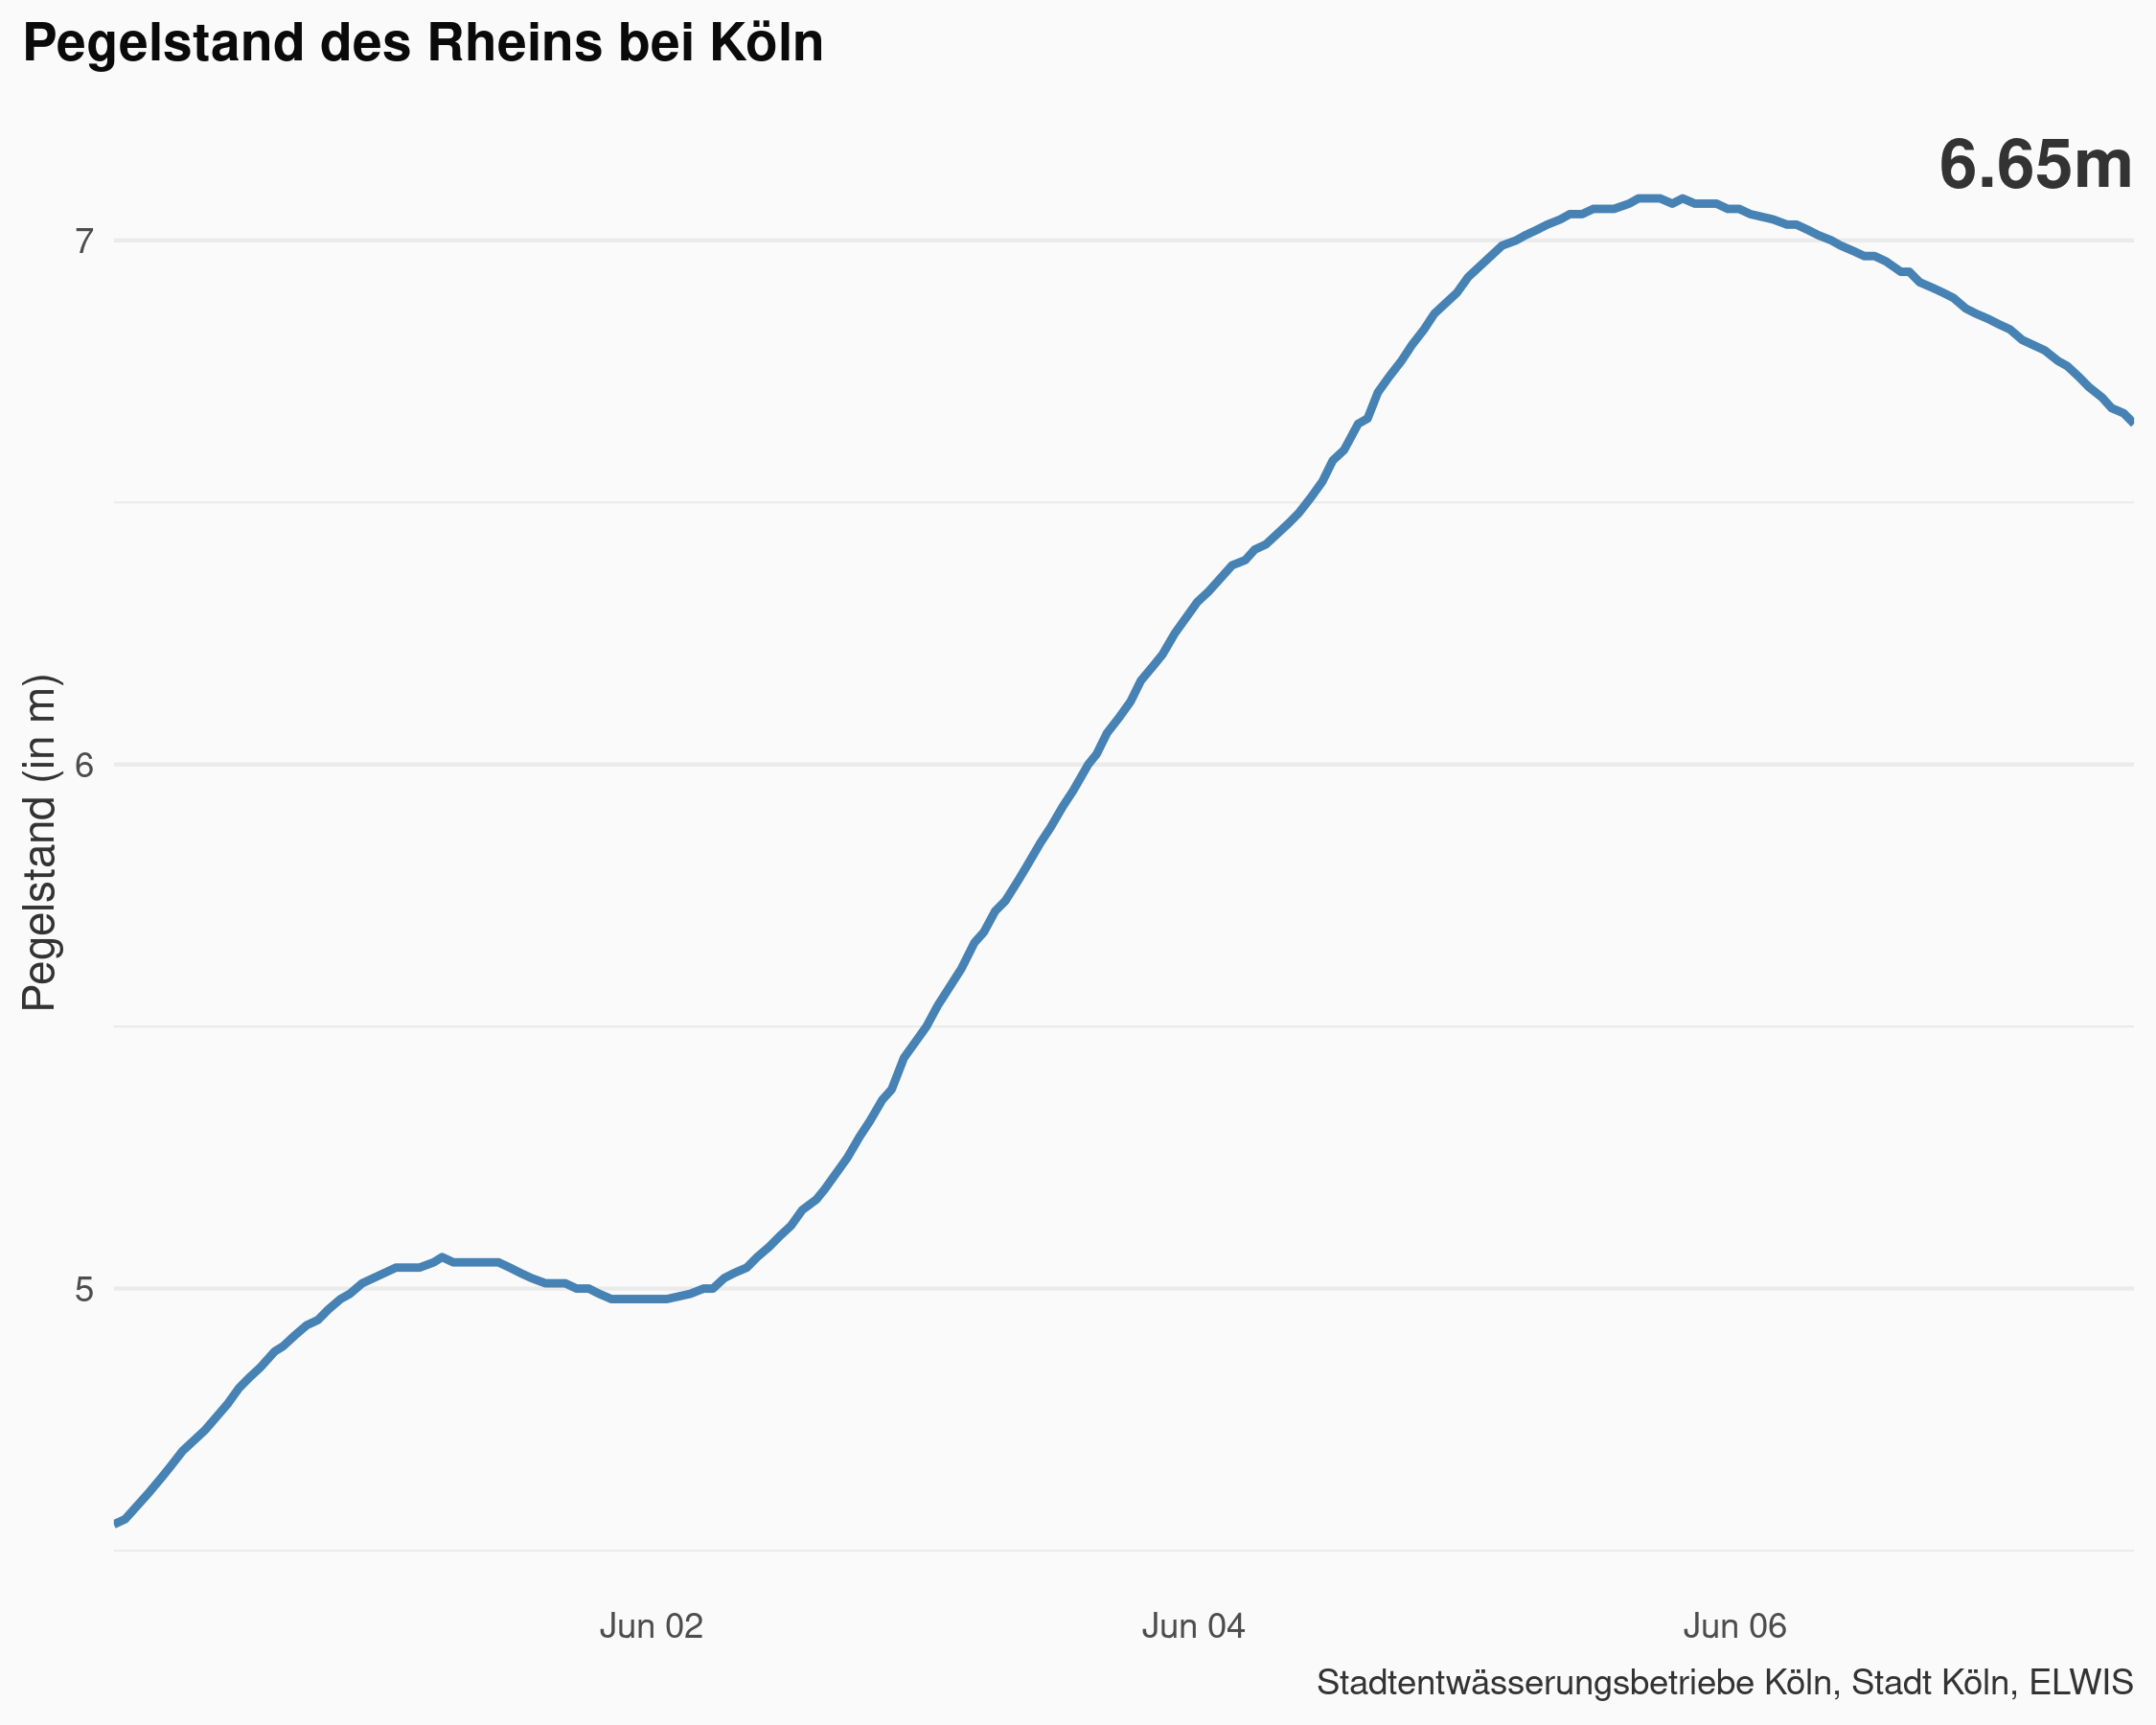 Pegelstand des Rheins bei Köln
6.65m
Pegelstand (in m)
7
6
5
Jun 02
Jun 04
Jun 06
Stadtentwässerungsbetriebe Köln, Stadt Köln, ELWIS